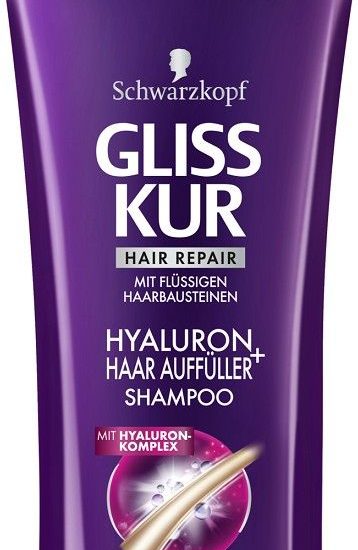 Schwarzkopf
GLISS
KUR
HAIR REPAIR
MIT FLÜSSIGEN
HAARBAUSTEINEN
HYALURON+
HAAR AUFFÜLLER
SHAMPOO
MIT HYALURON-
KOMPLEX